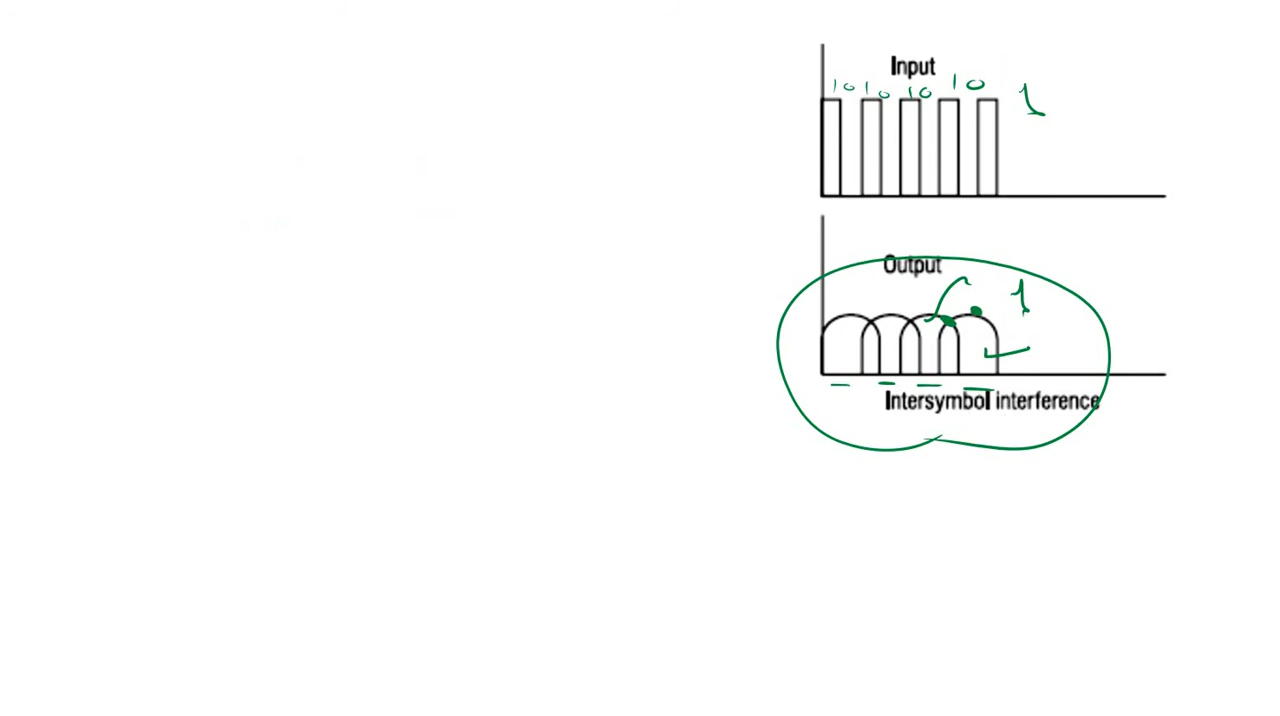 Input
1 0 1 0 1 0 1 0 1
Output
1
Intersymbol interference